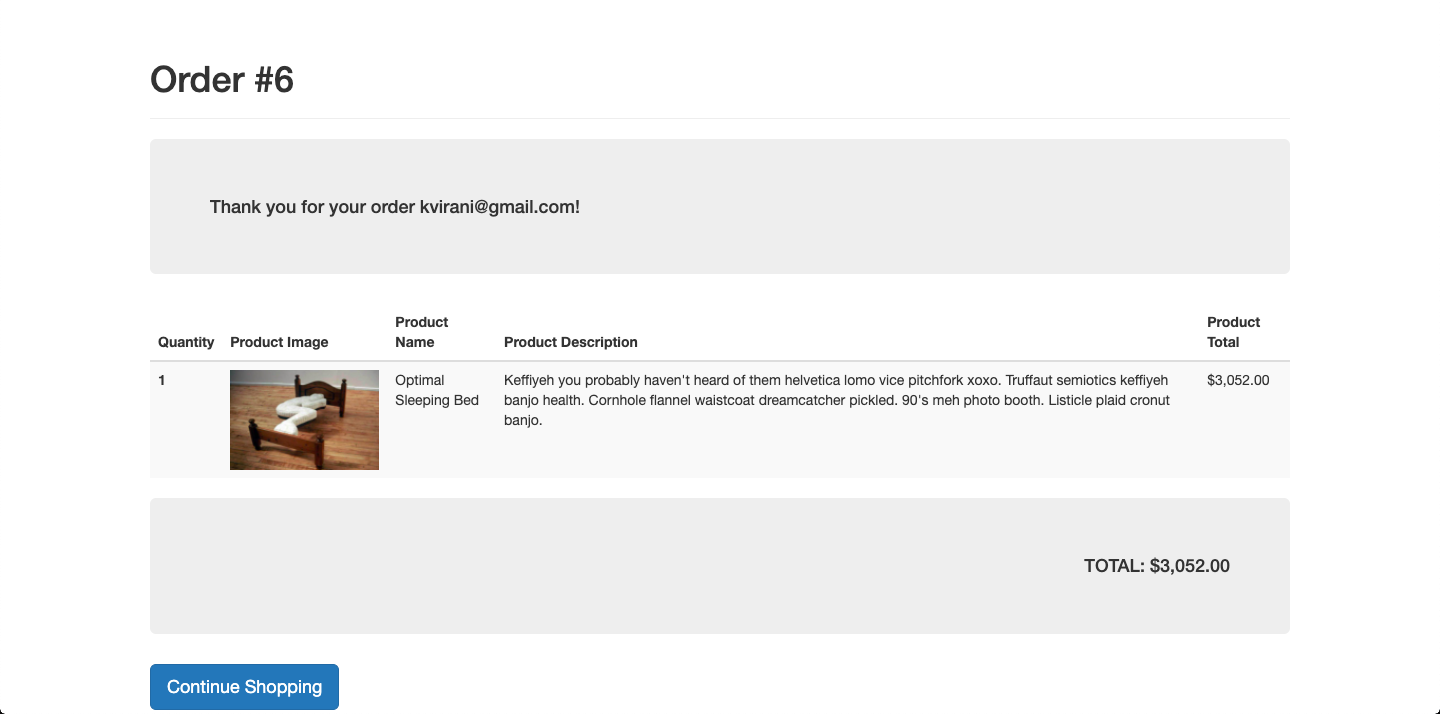 Order #6
Thank you for your order kvirani@gmail.com!
Quantity Product Image Product Name Product Description Product Total
1 Optimal Sleeping Bed Keffiyeh you probably haven't heard of them helvetica lomo vice pitchfork xoxo. Truffaut semiotics keffiyeh $3,052.00
banjo health. Cornhole flannel waistcoat dreamcatcher pickled. 90's meh photo booth. Listicle plaid cronut
banjo.
TOTAL: $3,052.00
Continue Shopping